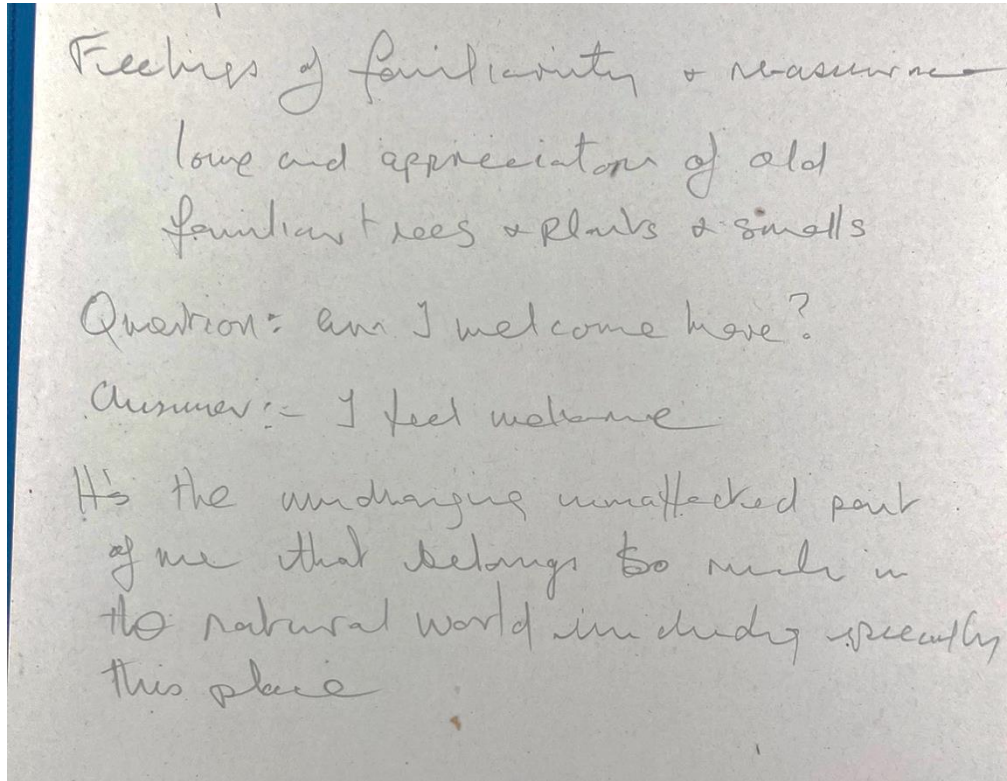 Feelings of familiarity &
love and appreciation of old
familiar trees & plants & smells
Question: am I welcome here?
Answer:- I feel welcome
It's the unchanging unaffected part
of me that belongs so much in
the natural world including specially
this place